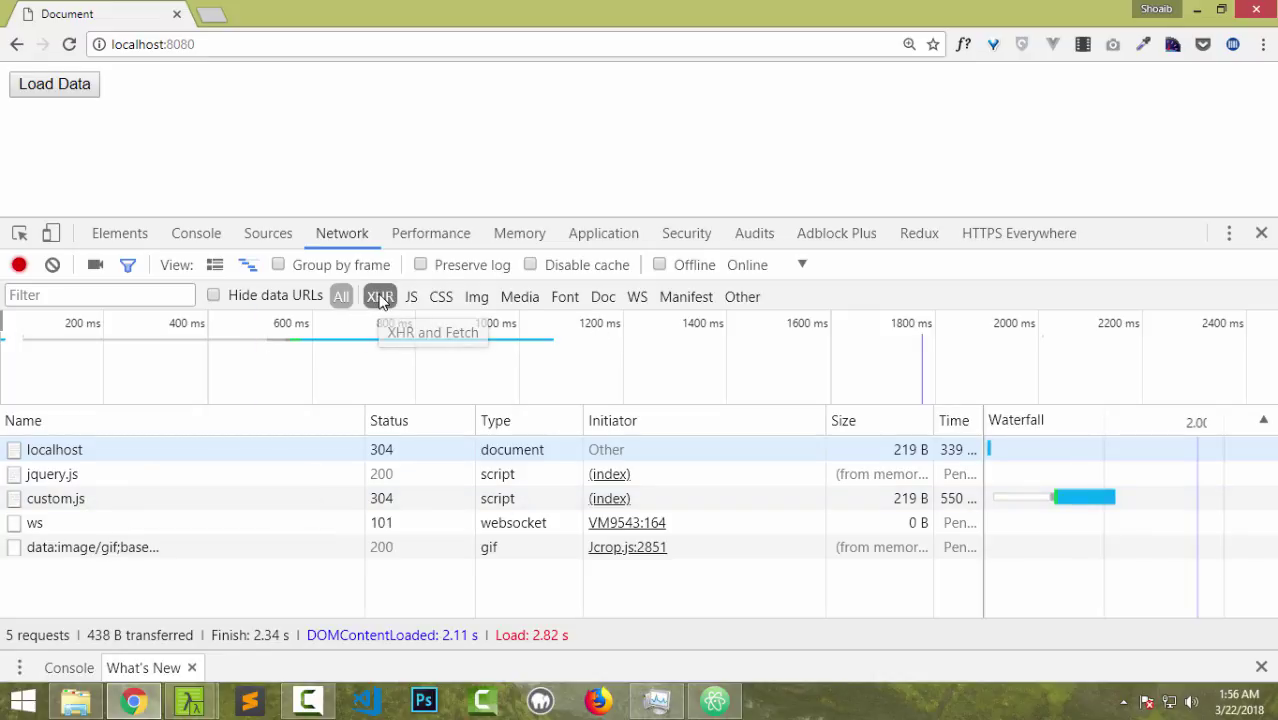 Document
Shoaib
localhost:8080
f?
Load Data
Elements Console Sources Network Performance Memory Application Security Audits Adblock Plus Redux HTTPS Everywhere
View: Group by frame Preserve log Disable cache Offline Online
Filter Hide data URLs All XHR JS CSS Img Media Font Doc WS Manifest Other
200 ms 400 ms 600 ms 800 ms 1000 ms 1200 ms 1400 ms 1600 ms 1800 ms 2000 ms 2200 ms 2400 ms
XHR and Fetch
Name Status Type Initiator Size Time Waterfall 2.00
localhost 304 document Other 219 B 339 ...
jquery.js 200 script (index) (from memor... Pen...
custom.js 304 script (index) 219 B 550 ...
ws 101 websocket VM9543:164 0 B Pen...
data:image/gif;base... 200 gif Jcrop.js:2851 (from memor... Pen...
5 requests | 438 B transferred | Finish: 2.34 s | DOMContentLoaded: 2.11 s | Load: 2.82 s
Console What's New
Ps
1:56 AM
3/22/2018